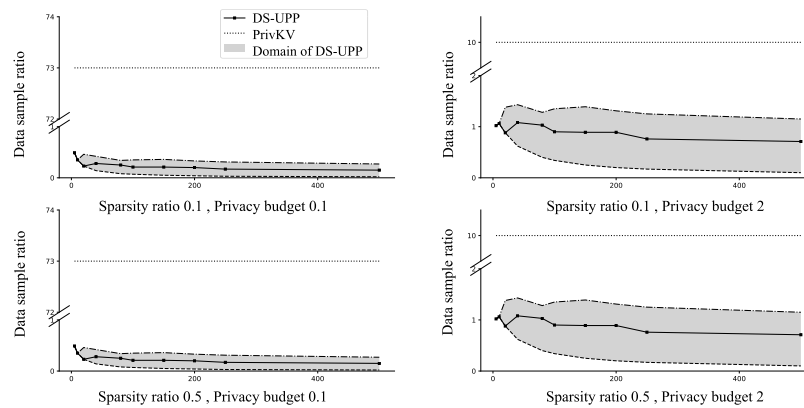 DS-UPP
PrivKV
Domain of DS-UPP
Data sample ratio
74
73
72
1
0
0
200
400
Sparsity ratio 0.1 , Privacy budget 0.1
Data sample ratio
10
2
1
0
0
200
400
Sparsity ratio 0.1 , Privacy budget 2
Data sample ratio
74
73
72
1
0
0
200
400
Sparsity ratio 0.5 , Privacy budget 0.1
Data sample ratio
10
2
1
0
0
200
400
Sparsity ratio 0.5 , Privacy budget 2